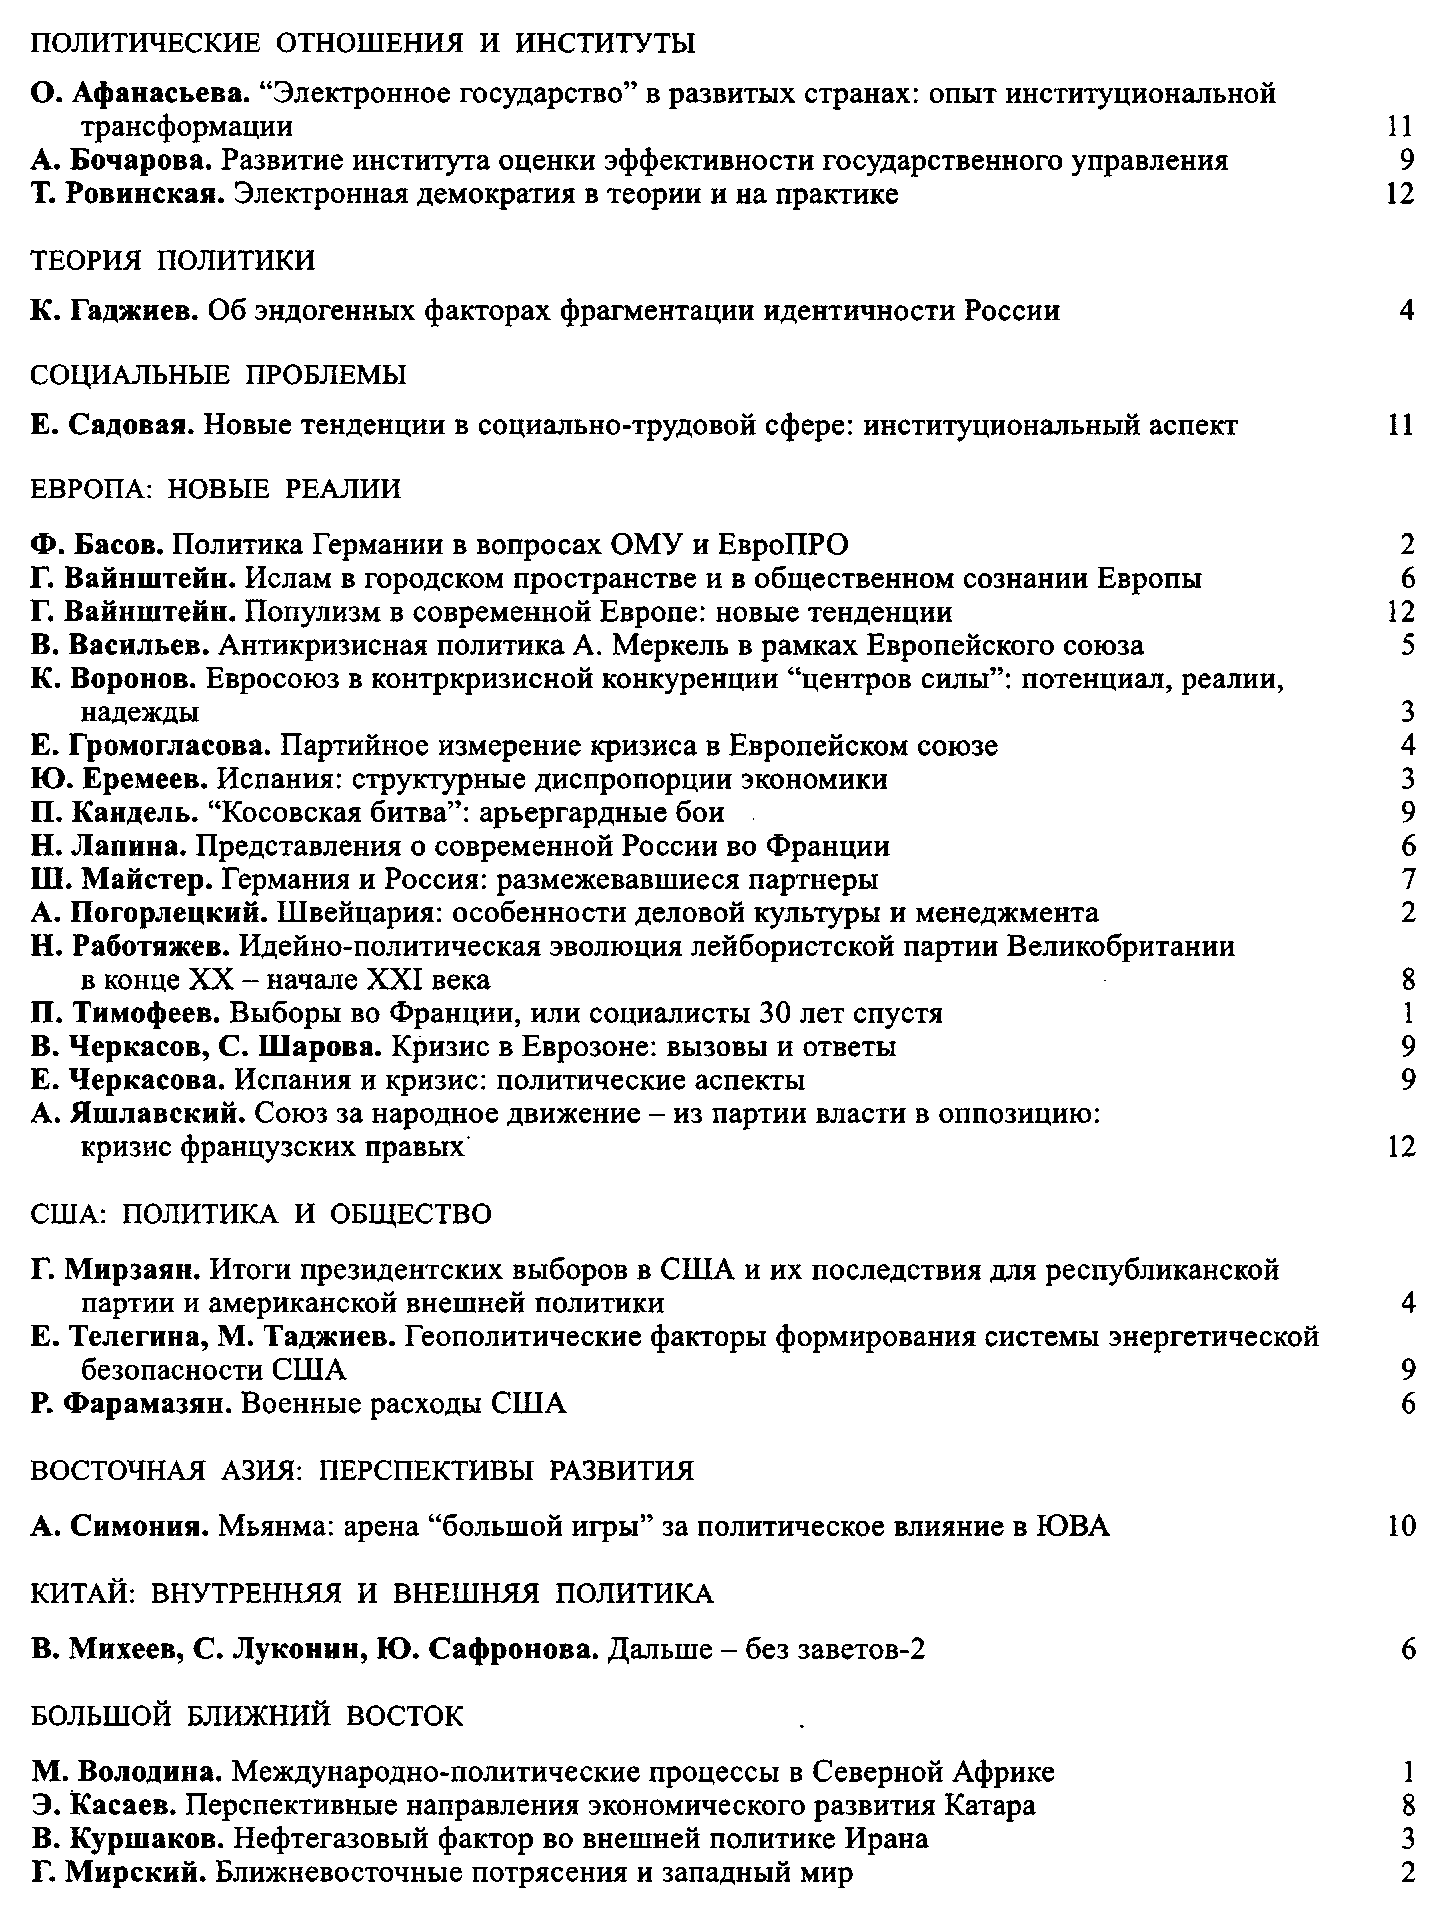 ПОЛИТИЧЕСКИЕ ОТНОШЕНИЯ И ИНСТИТУТЫ
О. Афанасьева. “Электронное государство” в развитых странах: опыт институциональной
трансформации 11
А. Бочарова. Развитие института оценки эффективности государственного управления 9
Т. Ровинская. Электронная демократия в теории и на практике 12
ТЕОРИЯ ПОЛИТИКИ
К. Гаджиев. Об эндогенных факторах фрагментации идентичности России 4
СОЦИАЛЬНЫЕ ПРОБЛЕМЫ
Е. Садовая. Новые тенденции в социально-трудовой сфере: институциональный аспект 11
ЕВРОПА: НОВЫЕ РЕАЛИИ
Ф. Басов. Политика Германии в вопросах ОМУ и ЕвроПРО 2
Г. Вайнштейн. Ислам в городском пространстве и в общественном сознании Европы 6
Г. Вайнштейн. Популизм в современной Европе: новые тенденции 12
В. Васильев. Антикризисная политика А. Меркель в рамках Европейского союза 5
К. Воронов. Евросоюз в контркризисной конкуренции “центров силы”: потенциал, реалии,
надежды 3
Е. Громогласова. Партийное измерение кризиса в Европейском союзе 4
Ю. Еремеев. Испания: структурные диспропорции экономики 3
П. Кандель. “Косовская битва”: арьергардные бои 9
Н. Лапина. Представления о современной России во Франции 6
Ш. Майстер. Германия и Россия: размежевавшиеся партнеры 7
А. Погорлецкий. Швейцария: особенности деловой культуры и менеджмента 2
Н. Работяжев. Идейно-политическая эволюция лейбористской партии Великобритании
в конце XX – начале XXI века 8
П. Тимофеев. Выборы во Франции, или социалисты 30 лет спустя 1
В. Черкасов, С. Шарова. Кризис в Еврозоне: вызовы и ответы 9
Е. Черкасова. Испания и кризис: политические аспекты 9
А. Яшлавский. Союз за народное движение – из партии власти в оппозицию:
кризис французских правых 12
США: ПОЛИТИКА И ОБЩЕСТВО
Г. Мирзаян. Итоги президентских выборов в США и их последствия для республиканской
партии и американской внешней политики 4
Е. Телегина, М. Таджиев. Геополитические факторы формирования системы энергетической
безопасности США 9
Р. Фарамазян. Военные расходы США 6
ВОСТОЧНАЯ АЗИЯ: ПЕРСПЕКТИВЫ РАЗВИТИЯ
А. Симония. Мьянма: арена “большой игры” за политическое влияние в ЮВА 10
КИТАЙ: ВНУТРЕННЯЯ И ВНЕШНЯЯ ПОЛИТИКА
В. Михеев, С. Луконин, Ю. Сафронова. Дальше – без заветов-2 6
БОЛЬШОЙ БЛИЖНИЙ ВОСТОК
М. Володина. Международно-политические процессы в Северной Африке 1
Э. Касаев. Перспективные направления экономического развития Катара 8
В. Куршаков. Нефтегазовый фактор во внешней политике Ирана 3
Г. Мирский. Ближневосточные потрясения и западный мир 2